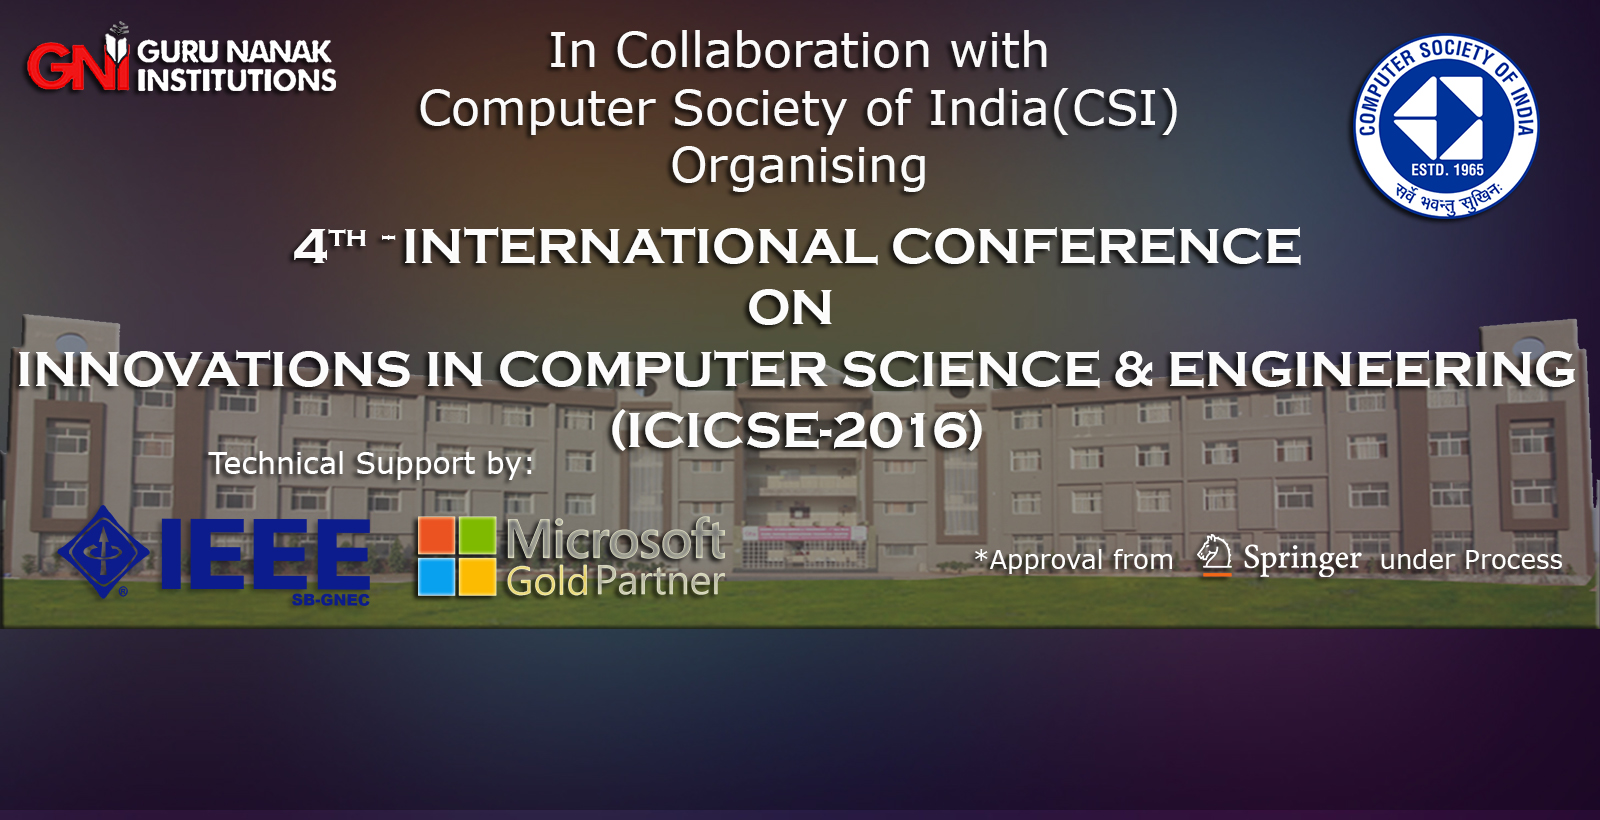 GNI GURU NANAK
INSTITUTIONS
In Collaboration with
Computer Society of India(CSI)
Organising
COMPUTER SOCIETY OF INDIA
ESTD. 1965
सर्वे भवन्तु सुखिनः
4TH - INTERNATIONAL CONFERENCE
ON
INNOVATIONS IN COMPUTER SCIENCE & ENGINEERING
(ICICSE-2016)
Technical Support by:
IEEE
®
SB-GNEC
Microsoft
Gold Partner
*Approval from Springer under Process